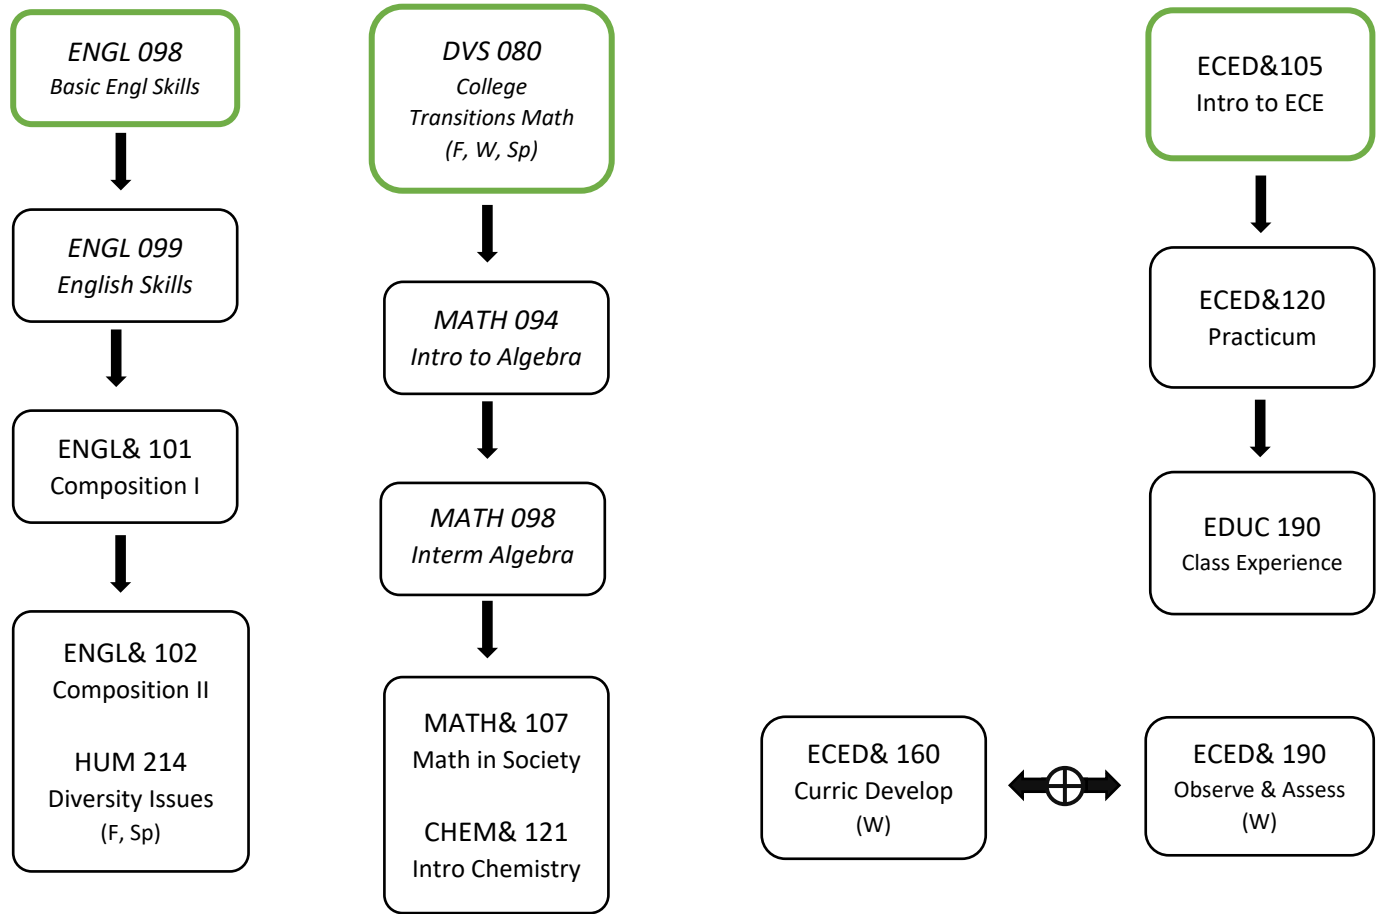 ENGL 098
Basic Engl Skills
ENGL 099
English Skills
ENGL& 101
Composition I
ENGL& 102
Composition II
HUM 214
Diversity Issues
(F, Sp)
DVS 080
College
Transitions Math
(F, W, Sp)
MATH 094
Intro to Algebra
MATH 098
Interm Algebra
MATH& 107
Math in Society
CHEM& 121
Intro Chemistry
ECED&105
Intro to ECE
ECED&120
Practicum
EDUC 190
Class Experience
ECED& 160
Curric Develop
(W)
ECED& 190
Observe & Assess
(W)